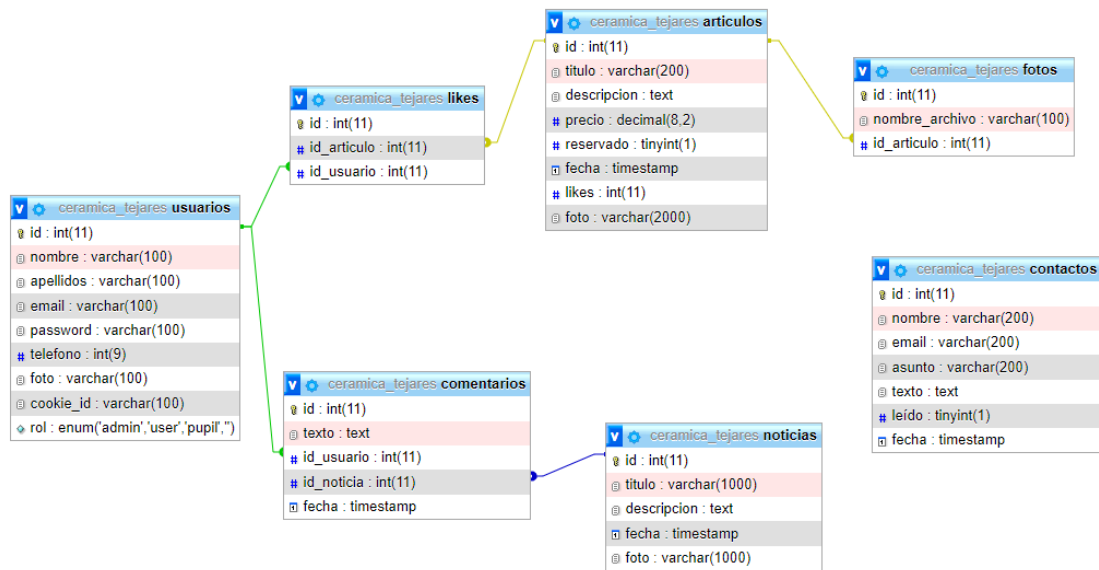 ceramica_tejares articulos
id : int(11)
titulo : varchar(200)
descripcion : text
precio : decimal(8,2)
reservado : tinyint(1)
fecha : timestamp
likes : int(11)
foto : varchar(2000)
ceramica_tejares fotos
id : int(11)
nombre_archivo : varchar(100)
id_articulo : int(11)
ceramica_tejares likes
id : int(11)
id_articulo : int(11)
id_usuario : int(11)
ceramica_tejares usuarios
id : int(11)
nombre : varchar(100)
apellidos : varchar(100)
email : varchar(100)
password : varchar(100)
telefono : int(9)
foto : varchar(100)
cookie_id : varchar(100)
rol : enum('admin','user','pupil','')
ceramica_tejares contactos
id : int(11)
nombre : varchar(200)
email : varchar(200)
asunto : varchar(200)
texto : text
leído : tinyint(1)
fecha : timestamp
ceramica_tejares comentarios
id : int(11)
texto : text
id_usuario : int(11)
id_noticia : int(11)
fecha : timestamp
ceramica_tejares noticias
id : int(11)
titulo : varchar(1000)
descripcion : text
fecha : timestamp
foto : varchar(1000)